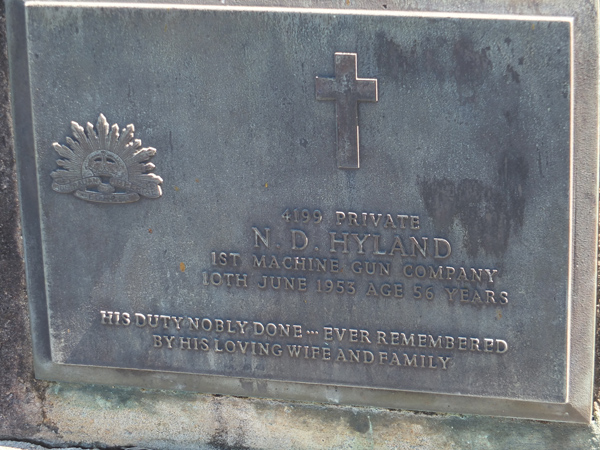 4199 PRIVATE
N. D. HYLAND
1ST MACHINE GUN COMPANY
10TH JUNE 1953 AGE 56 YEARS
HIS DUTY NOBLY DONE ... EVER REMEMBERED
BY HIS LOVING WIFE AND FAMILY